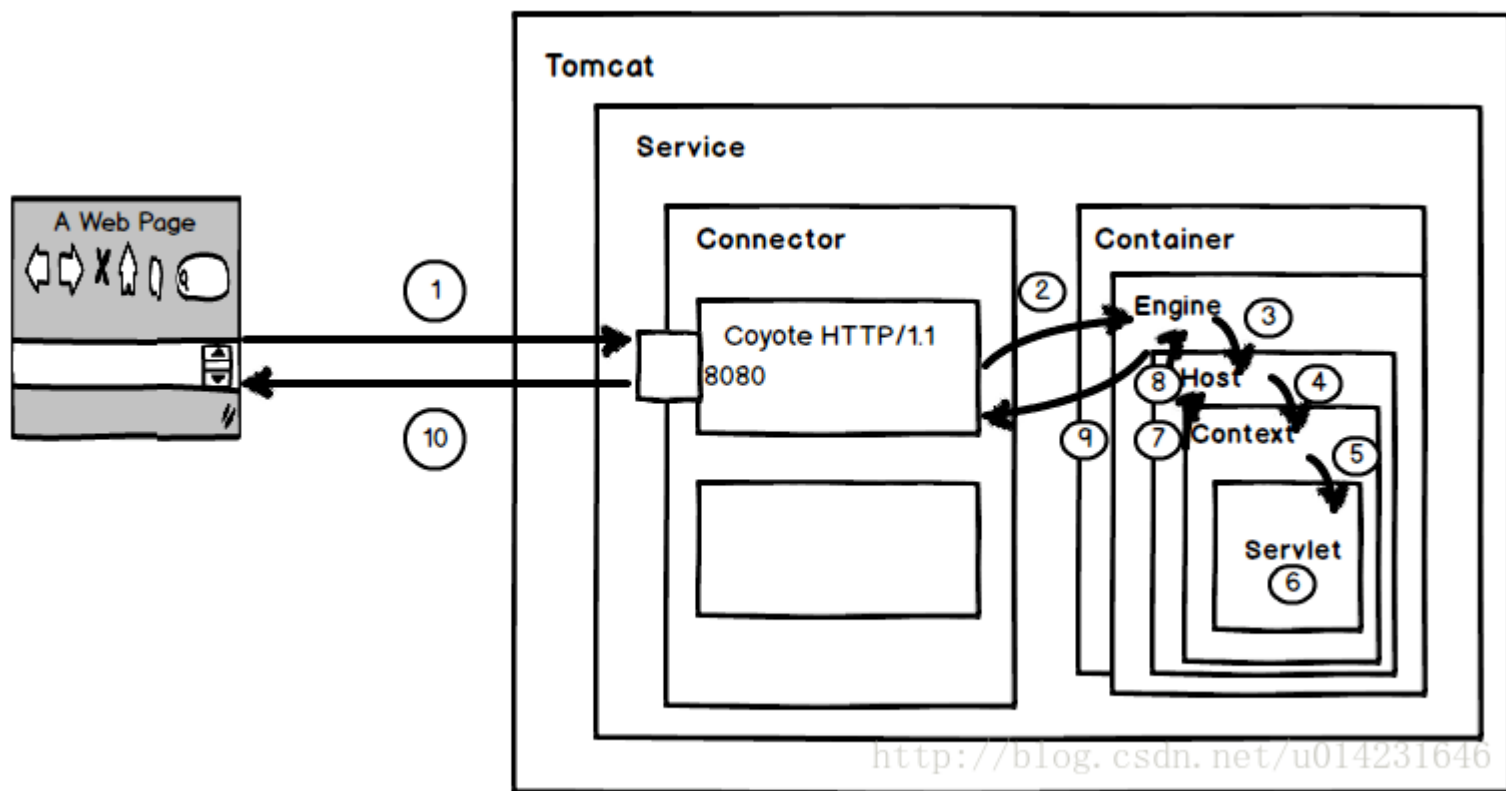 Tomcat
Service
A Web Page
Connector
Container
1
2
Engine
3
Coyote HTTP/1.1
8080
8
Host
4
10
9
7
Context
5
Servlet
6
http://blog.csdn.net/u014231646